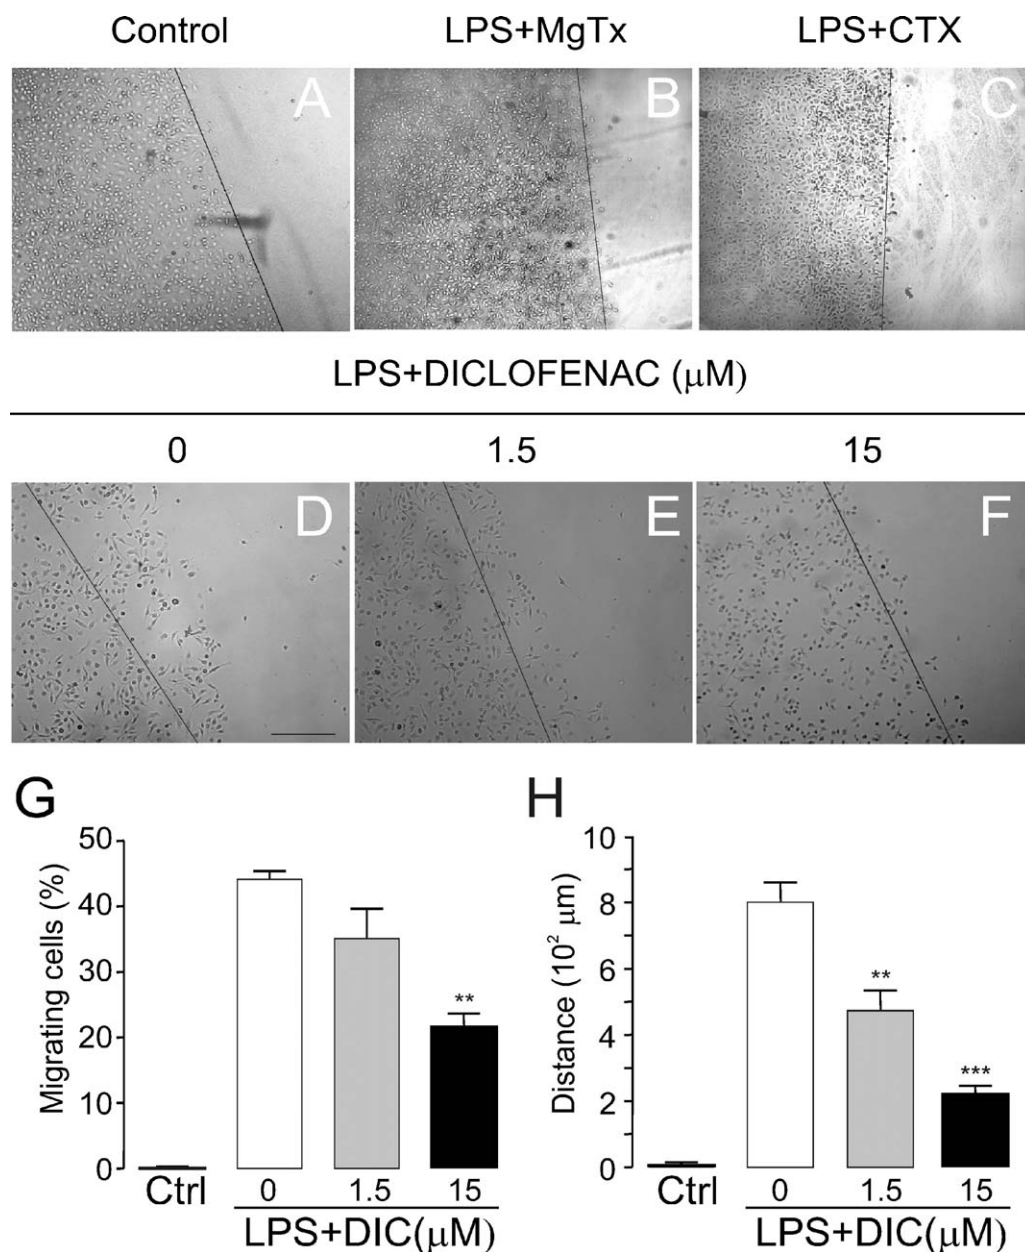 Control LPS+MgTx LPS+CTX
A B C
LPS+DICLOFENAC (μM)
0 1.5 15
D E F
G H
50
40
30
20
10
0
Migrating cells (%)
**
Ctrl 0 1.5 15
LPS+DIC(μM)
10
8
6
4
2
0
Distance (10² μm)
**
***
Ctrl 0 1.5 15
LPS+DIC(μM)